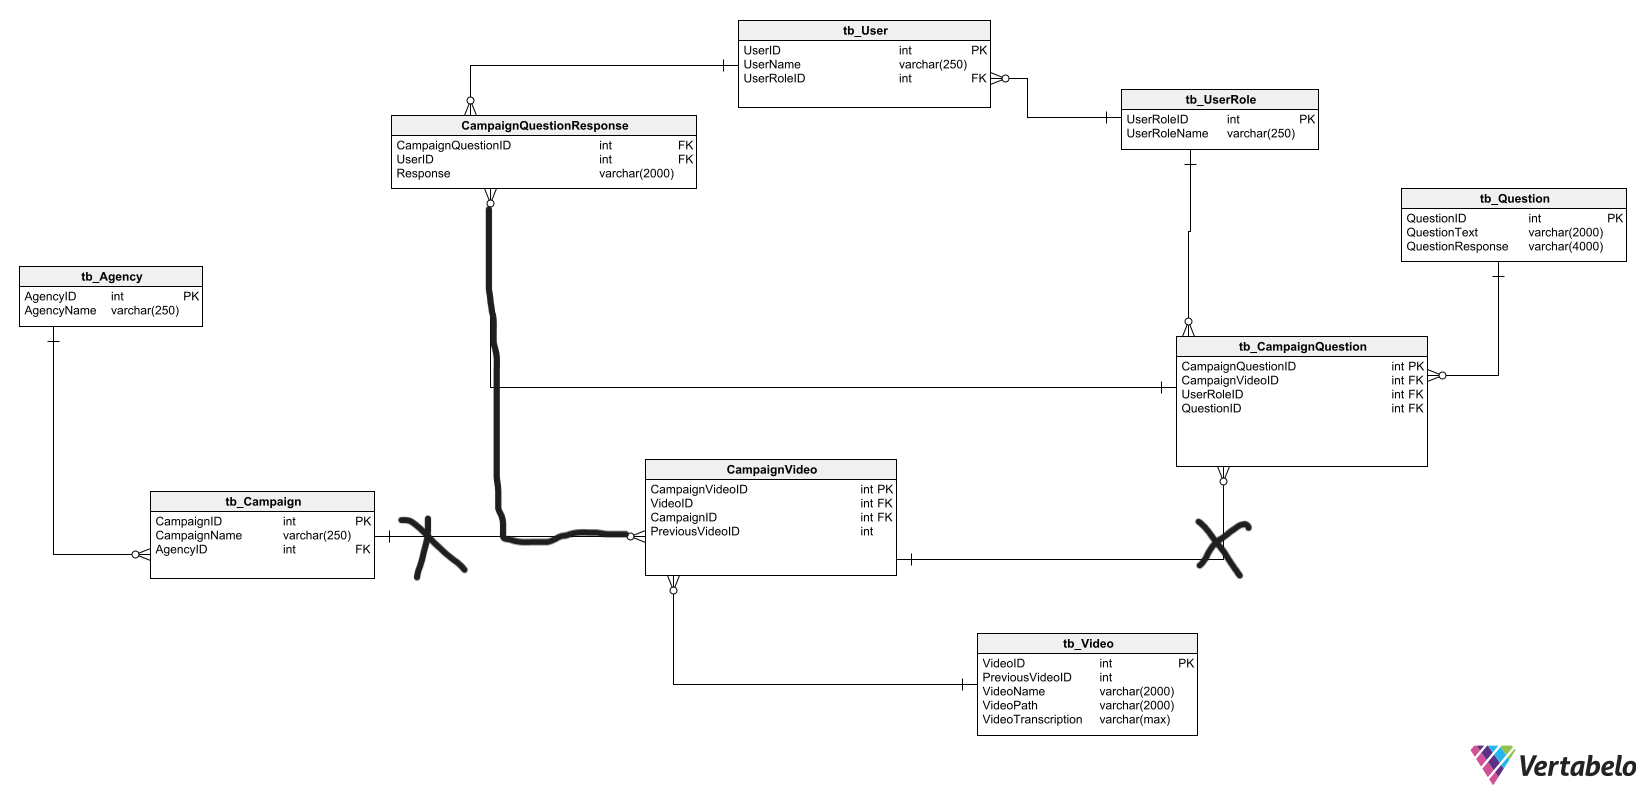 tb_User
UserID int PK
UserName varchar(250)
UserRoleID int FK
tb_UserRole
UserRoleID int PK
UserRoleName varchar(250)
CampaignQuestionResponse
CampaignQuestionID int FK
UserID int FK
Response varchar(2000)
tb_Question
QuestionID int PK
QuestionText varchar(2000)
QuestionResponse varchar(4000)
tb_Agency
AgencyID int PK
AgencyName varchar(250)
tb_CampaignQuestion
CampaignQuestionID int PK
CampaignVideoID int FK
UserRoleID int FK
QuestionID int FK
CampaignVideo
CampaignVideoID int PK
VideoID int FK
CampaignID int FK
PreviousVideoID int
tb_Campaign
CampaignID int PK
CampaignName varchar(250)
AgencyID int FK
tb_Video
VideoID int PK
PreviousVideoID int
VideoName varchar(2000)
VideoPath varchar(2000)
VideoTranscription varchar(max)
Vertabelo